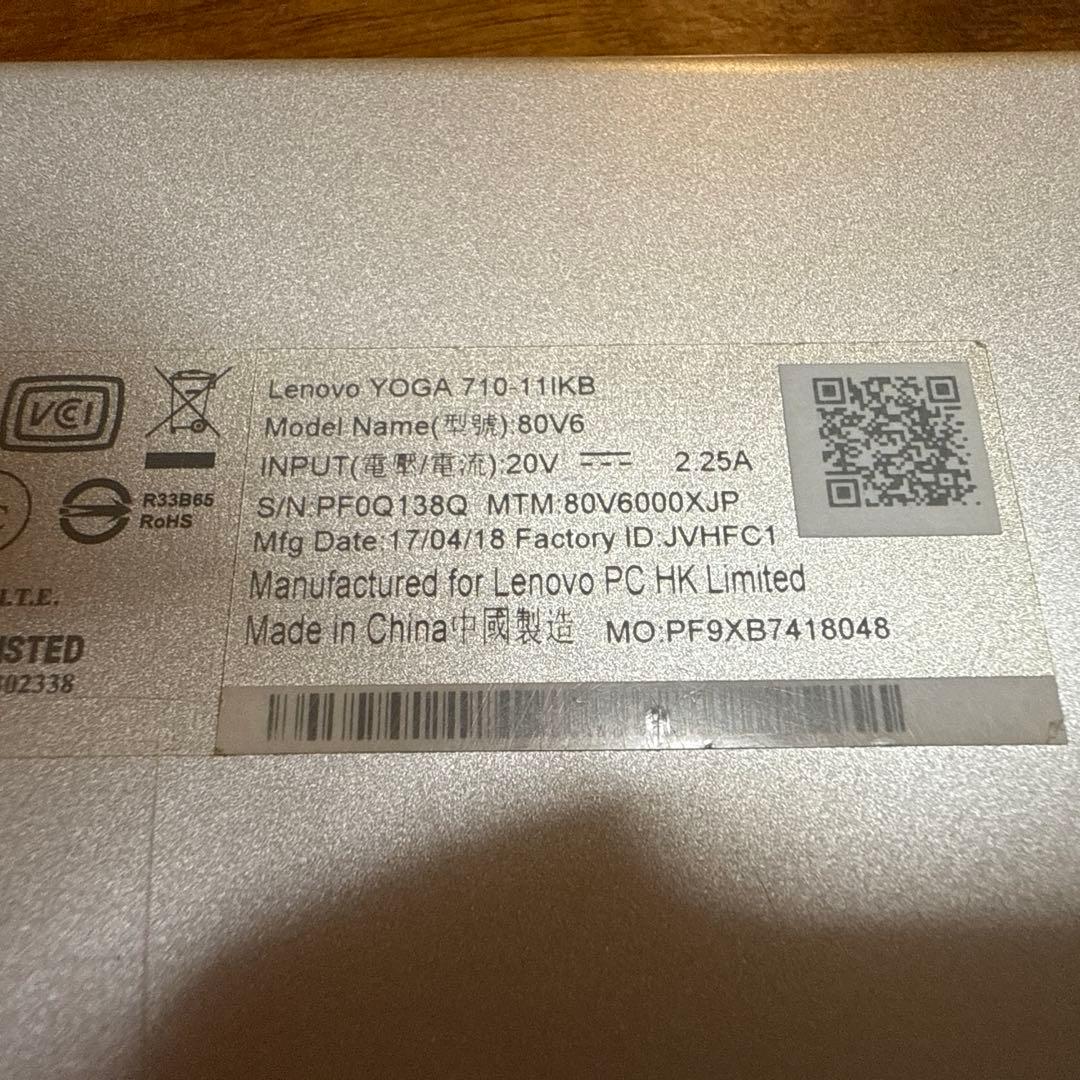 Lenovo YOGA 710-11IKB
Model Name(型號):80V6
INPUT(電壓/電流):20V 2.25A
S/N:PF0Q138Q MTM:80V6000XJP
Mfg Date:17/04/18 Factory ID:JVHFC1
Manufactured for Lenovo PC HK Limited
Made in China中國製造 MO:PF9XB7418048
VCI
R33B65
RoHS
I.T.E.
ISTED
302338